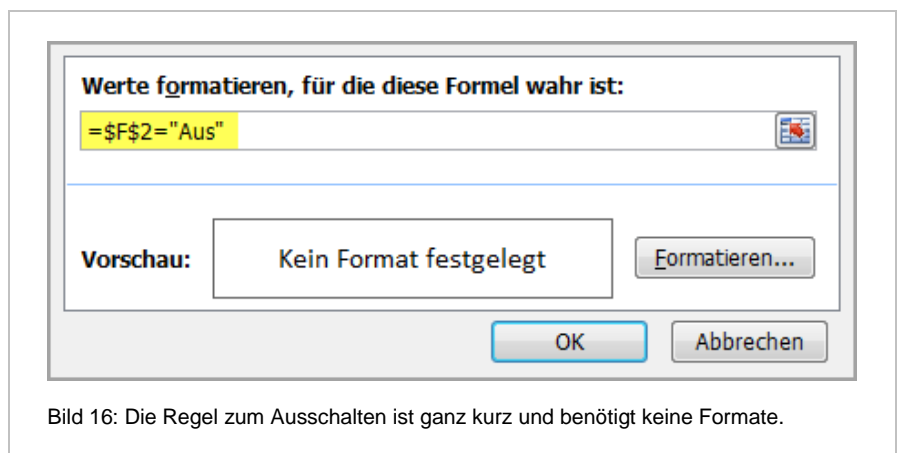 Werte formatieren, für die diese Formel wahr ist:
=$F$2="Aus"
Vorschau:
Kein Format festgelegt
Formatieren...
OK
Abbrechen
Bild 16: Die Regel zum Ausschalten ist ganz kurz und benötigt keine Formate.